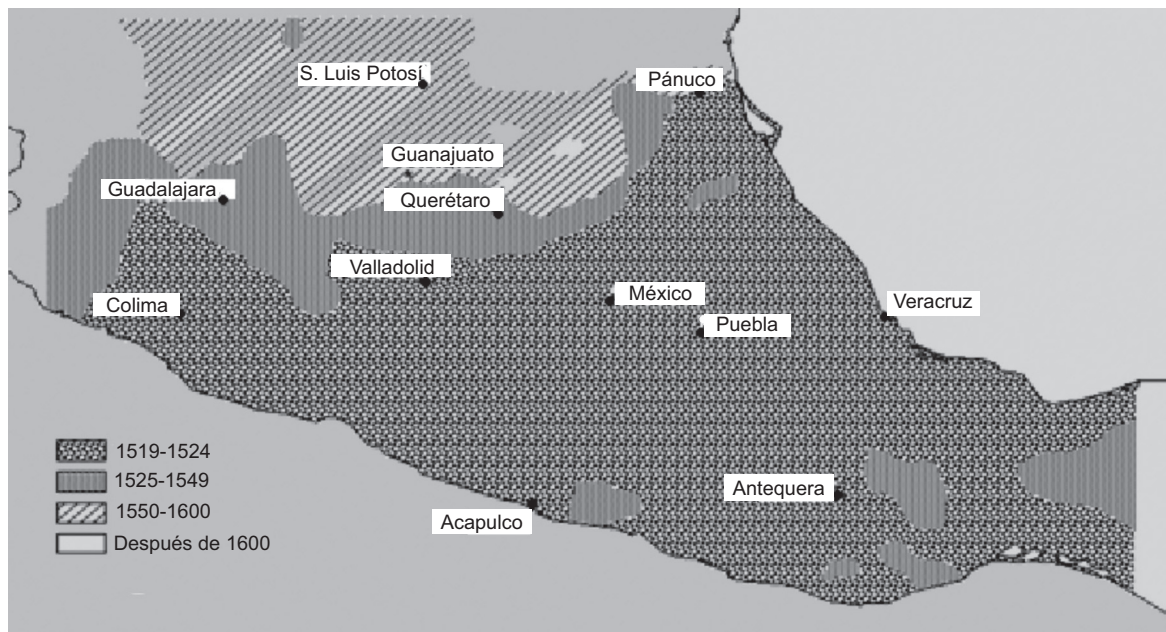 S. Luis Potosí
Pánuco
Guanajuato
Guadalajara
Querétaro
Valladolid
México
Colima
Veracruz
Puebla
1519-1524
1525-1549
Antequera
1550-1600
Acapulco
Después de 1600